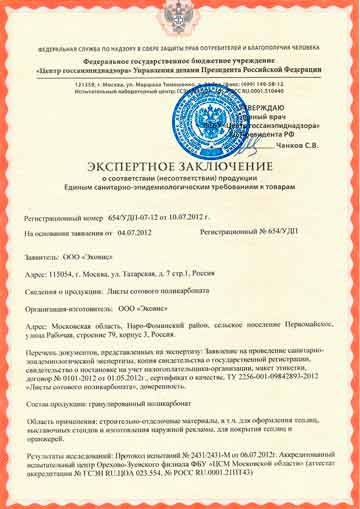 ФЕДЕРАЛЬНАЯ СЛУЖБА ПО НАДЗОРУ В СФЕРЕ ЗАЩИТЫ ПРАВ ПОТРЕБИТЕЛЕЙ И БЛАГОПОЛУЧИЯ ЧЕЛОВЕКА
Федеральное государственное бюджетное учреждение
«Центр госсанэпиднадзора» Управления делами Президента Российской Федерации
121359, г. Москва, ул. Маршала Тимошенко, (499) 149-58-12
Испытательный лабораторный центр: РОСС RU.0001.510440
УТВЕРЖДАЮ
Главный врач
«Центр госсанэпиднадзора»
Президента РФ
Чанков С.В.
ЭКСПЕРТНОЕ ЗАКЛЮЧЕНИЕ
о соответствии (несоответствии) продукции
Единым санитарно-эпидемиологическим требованиям к товарам
Регистрационный номер 654/УДП-07-12 от 10.07.2012 г.
На основании заявления от 04.07.2012 Регистрационный № 654/УДП
Заявитель: ООО "Эковис"
Адрес: 115054, г. Москва, ул. Татарская, д. 7 стр.1, Россия
Сведения о продукции: Листы сотового поликарбоната
Организация-изготовитель: ООО "Эковис"
Адрес: Московская область, Наро-Фоминский район, сельское поселение Первомайское,
улица Рабочая, строение 79, корпус 3, Россия.
Перечень документов, представленных на экспертизу: Заявление на проведение санитарно-
эпидемиологической экспертизы, копия свидетельства о государственной регистрации,
свидетельство о постановке на учет налогоплательщика-организации, макет этикетки,
договор № 0101-2012 от 01.05.2012г., сертификат о качестве, ТУ 2256-001-09842893-2012
«Листы сотового поликарбоната», доверенность.
Состав продукции: гранулированный поликарбонат
Область применения: строительно-отделочные материалы, в т.ч. для оформления теплиц,
выставочных стендов и изготовления наружной рекламы, для покрытия теплиц и
оранжерей.
Результаты исследований: Протокол испытаний № 2431/2431-М от 06.07.2012г. Аккредитованный
испытательный центр Орехово-Зуевского филиала ФБУ «ЦСМ Московской области» (аттестат
аккредитации № ГСЭН RU.ЦОА 023.554, № РОСС RU.0001.21ПТ43)